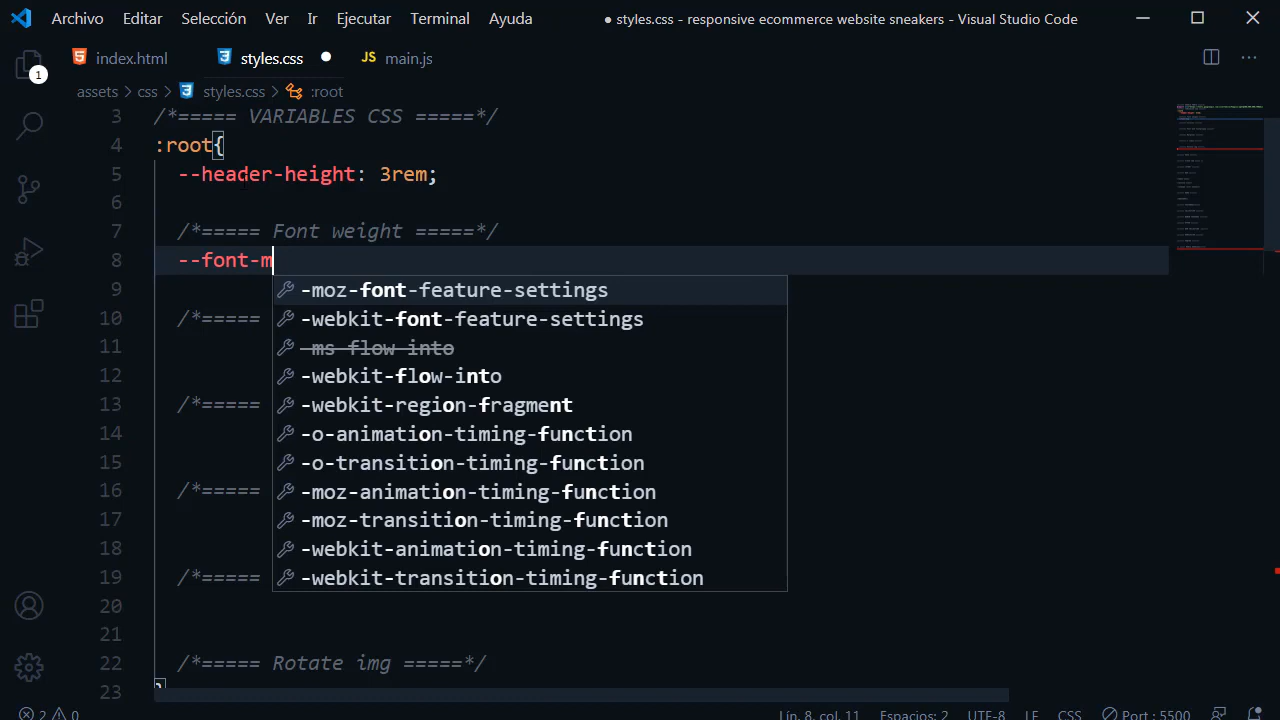 Archivo Editar Selección Ver Ir Ejecutar Terminal Ayuda ● styles.css - responsive ecommerce website sneakers - Visual Studio Code
index.html styles.css JS main.js
1
assets > css > styles.css > :root
3 /*===== VARIABLES CSS =====*/
4 :root{
5 --header-height: 3rem;
6
7 /*===== Font weight =====*/
8 --font-m
9 -moz-font-feature-settings
10 /*===== -webkit-font-feature-settings
11 -ms-flow-into
12 -webkit-flow-into
13 /*===== -webkit-region-fragment
14 -o-animation-timing-function
15 -o-transition-timing-function
16 /*===== -moz-animation-timing-function
17 -moz-transition-timing-function
18 -webkit-animation-timing-function
19 /*===== -webkit-transition-timing-function
20
21
22 /*===== Rotate img =====*/
23 }
2 0 Lín. 8, col. 11 Espacios: 2 UTF-8 LF CSS Port : 5500